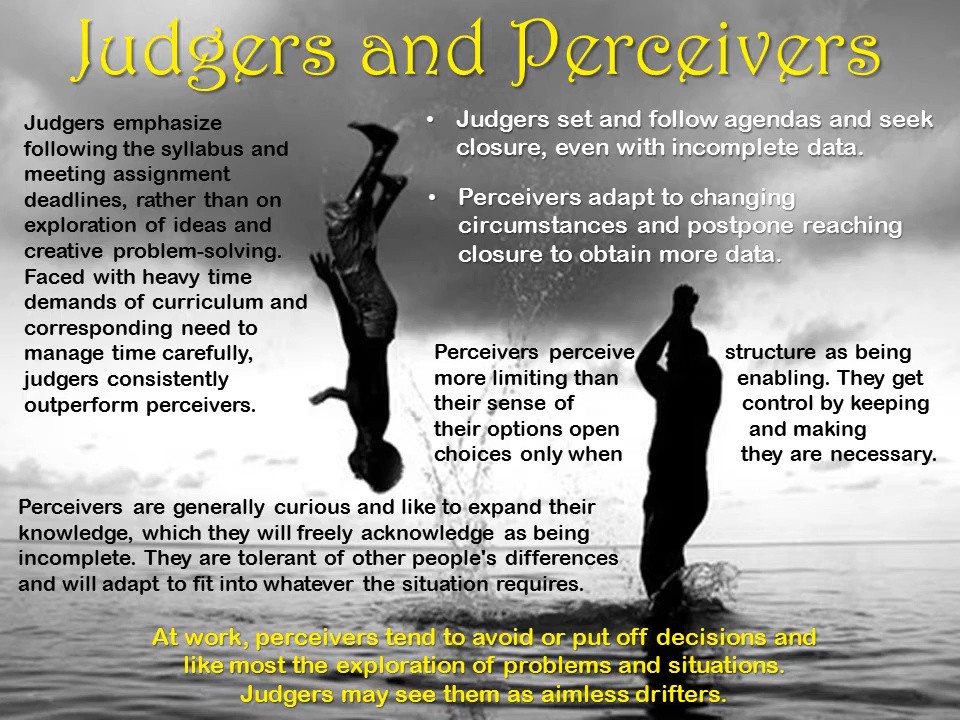 Judgers and Perceivers
Judgers emphasize
following the syllabus and
meeting assignment
deadlines, rather than on
exploration of ideas and
creative problem-solving.
Faced with heavy time
demands of curriculum and
corresponding need to
manage time carefully,
judgers consistently
outperform perceivers.
• Judgers set and follow agendas and seek
closure, even with incomplete data.
• Perceivers adapt to changing
circumstances and postpone reaching
closure to obtain more data.
Perceivers perceive structure as being
more limiting than enabling. They get
their sense of control by keeping
their options open and making
choices only when they are necessary.
Perceivers are generally curious and like to expand their
knowledge, which they will freely acknowledge as being
incomplete. They are tolerant of other people's differences
and will adapt to fit into whatever the situation requires.
At work, perceivers tend to avoid or put off decisions and
like most the exploration of problems and situations.
Judgers may see them as aimless drifters.